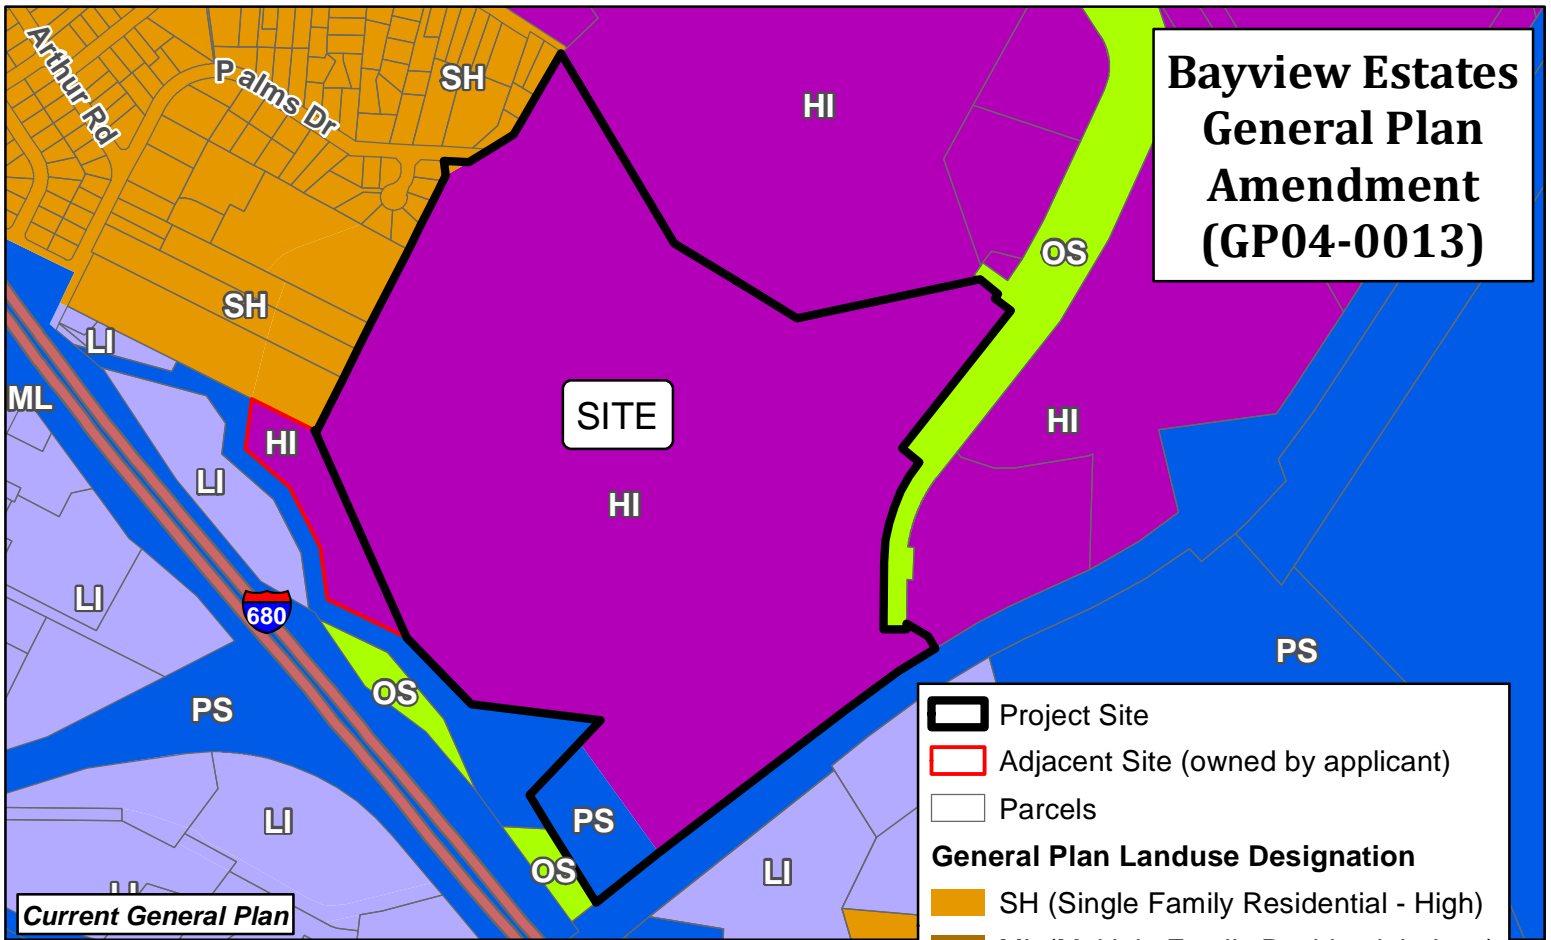 Bayview Estates
General Plan
Amendment
(GP04-0013)
Arthur Rd
Palms Dr
SH
HI
OS
SH
LI
ML
HI
LI
SITE
HI
HI
LI
680
PS
OS
PS
LI
PS
OS
LI
LI
Current General Plan
Project Site
Adjacent Site (owned by applicant)
Parcels
General Plan Landuse Designation
SH (Single Family Residential - High)